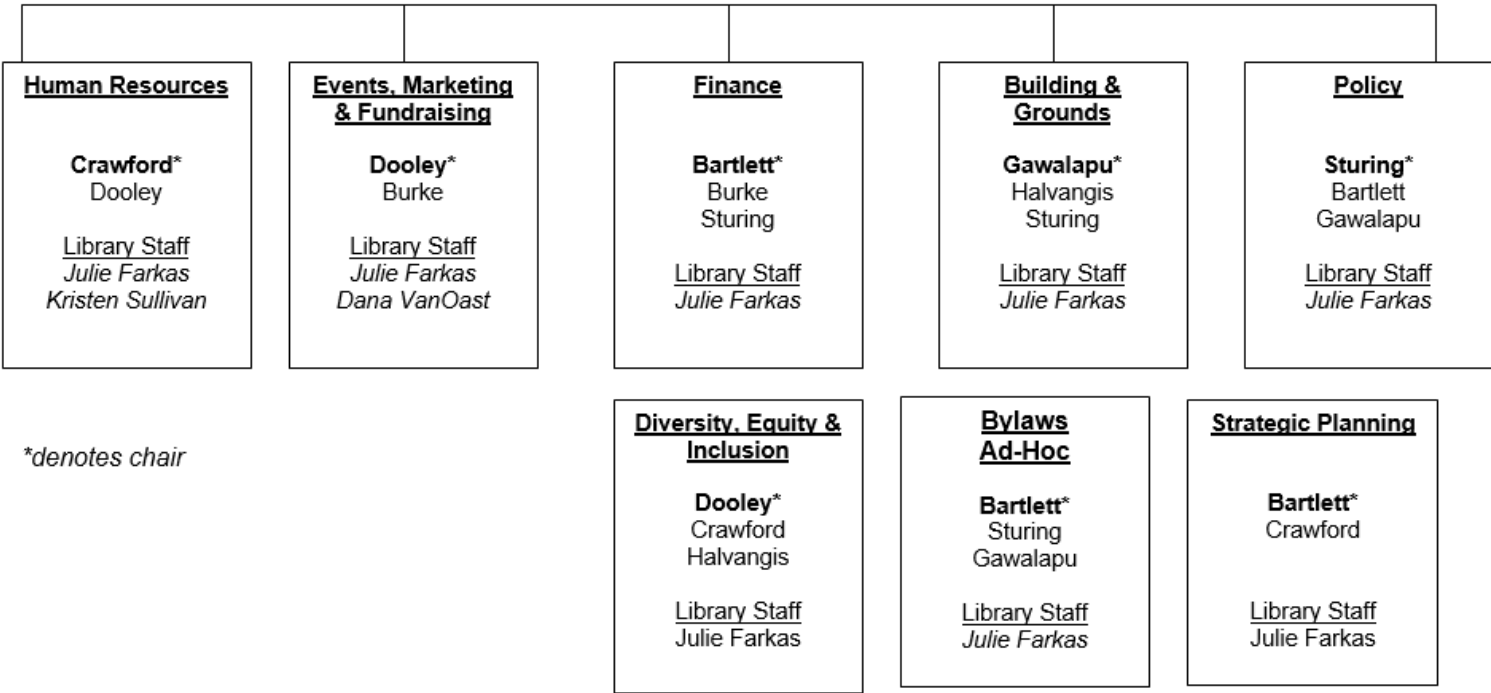 Human Resources
Crawford*
Dooley
Library Staff
Julie Farkas
Kristen Sullivan
Events, Marketing
& Fundraising
Dooley*
Burke
Library Staff
Julie Farkas
Dana VanOast
Finance
Bartlett*
Burke
Sturing
Library Staff
Julie Farkas
Building &
Grounds
Gawalapu*
Halvangis
Sturing
Library Staff
Julie Farkas
Policy
Sturing*
Bartlett
Gawalapu
Library Staff
Julie Farkas
*denotes chair
Diversity, Equity &
Inclusion
Dooley*
Crawford
Halvangis
Library Staff
Julie Farkas
Bylaws
Ad-Hoc
Bartlett*
Sturing
Gawalapu
Library Staff
Julie Farkas
Strategic Planning
Bartlett*
Crawford
Library Staff
Julie Farkas